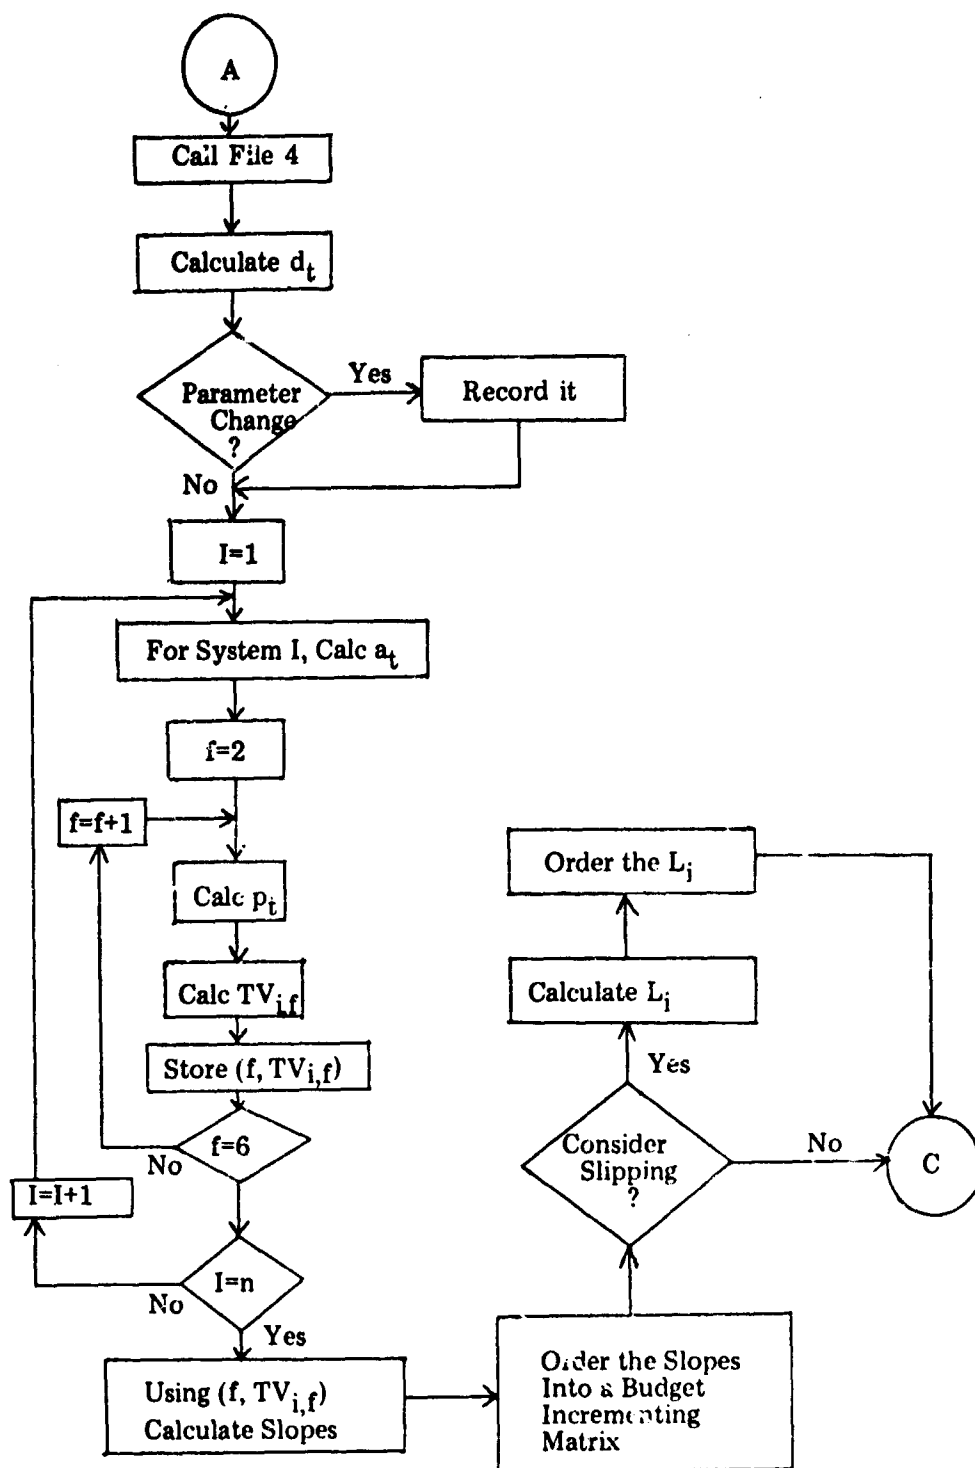 A
Call File 4
Calculate d_t
Parameter
Change
?
Yes
Record it
No
I=1
For System I, Calc a_t
f=2
f=f+1
Calc p_t
Calc TV_i,f
Store (f, TV_i,f)
f=6
No
I=I+1
I=n
No
Yes
Using (f, TV_i,f)
Calculate Slopes
Order the Slopes
Into a Budget
Incrementing
Matrix
Consider
Slipping
?
No
C
Yes
Calculate L_i
Order the L_i